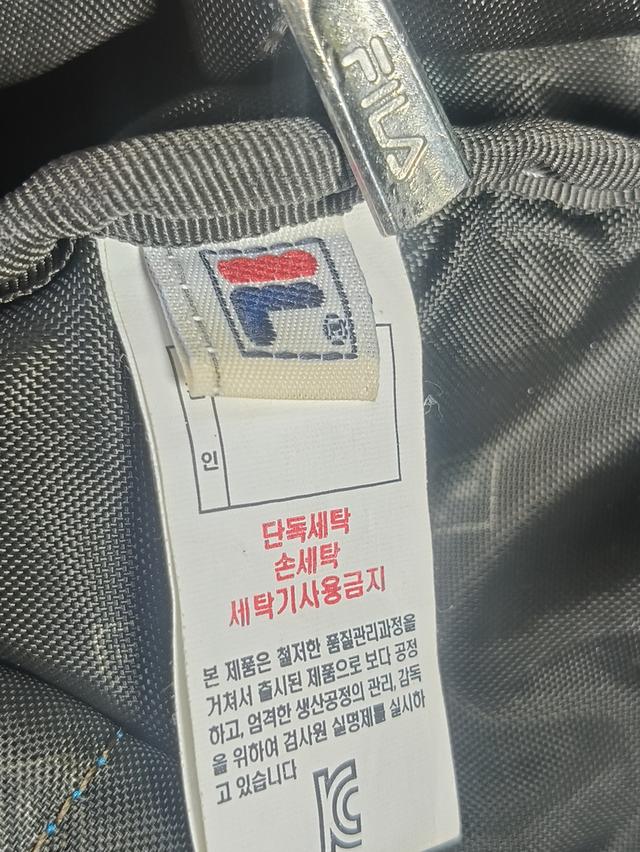 FILA
F
인
단독세탁
손세탁
세탁기사용금지
본 제품은 철저한 품질관리과정을
거쳐서 출시된 제품으로 보다 공정
하고, 엄격한 생산공정의 관리, 감독
을 위하여 검사원 실명제를 실시하
고 있습니다